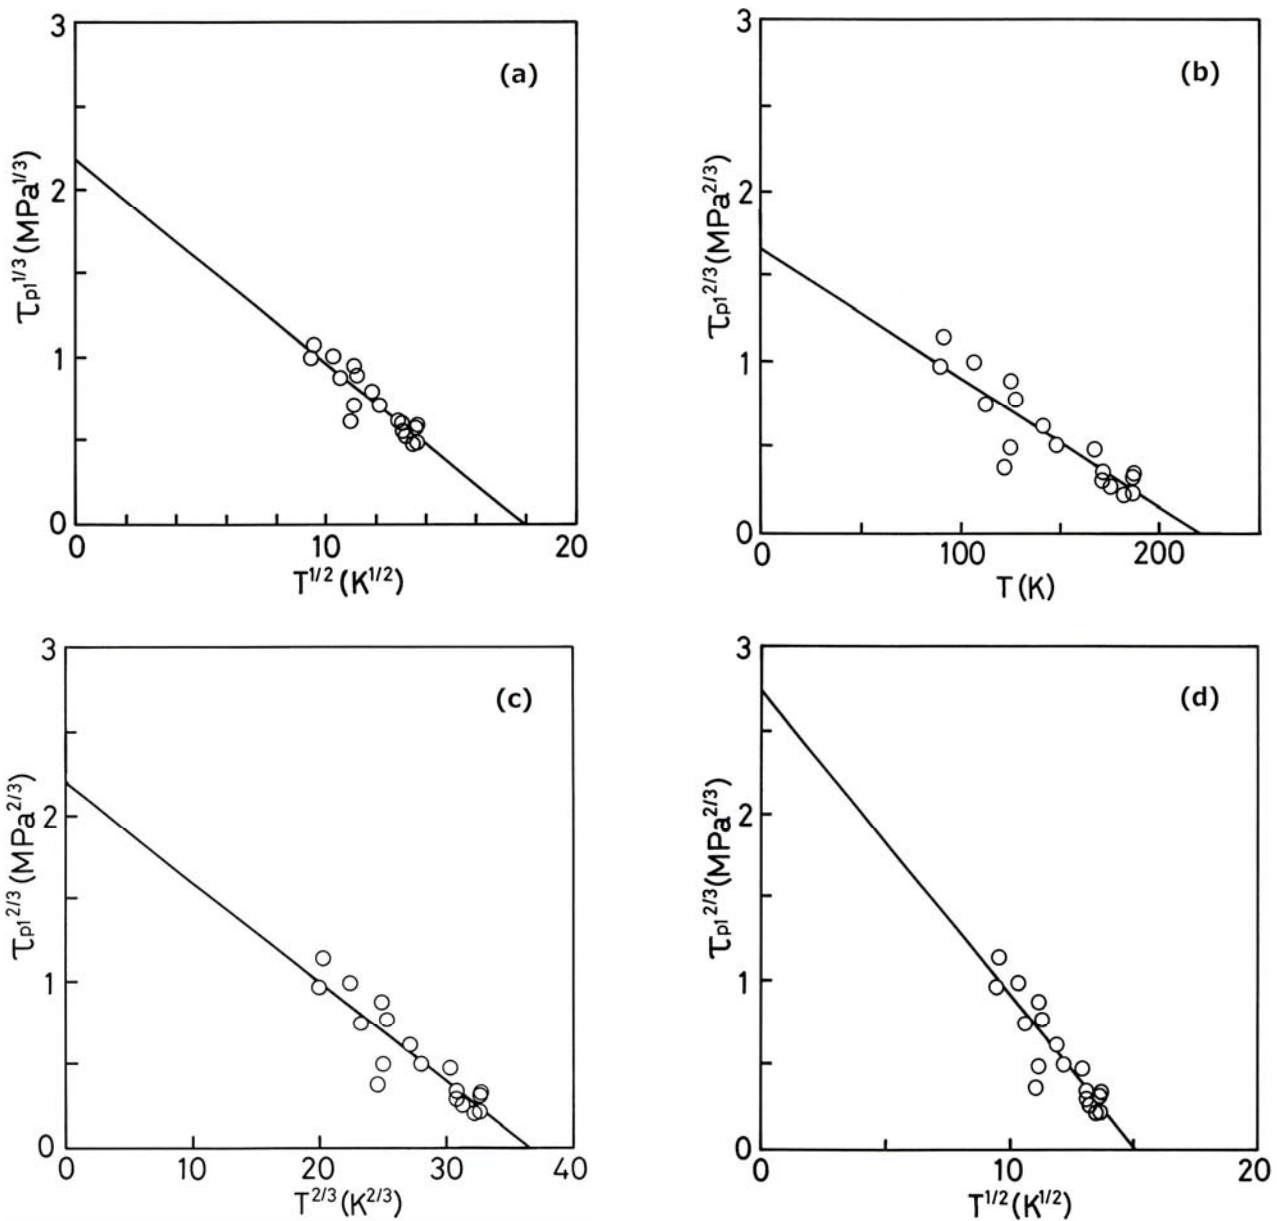 (a)
3
2
1
0
τp1^1/3 (MPa^1/3)
0 10 20
T^1/2 (K^1/2)
(b)
3
2
1
0
τp1^2/3 (MPa^2/3)
0 100 200
T (K)
(c)
3
2
1
0
τp1^2/3 (MPa^2/3)
0 10 20 30 40
T^2/3 (K^2/3)
(d)
3
2
1
0
τp1^2/3 (MPa^2/3)
0 10 20
T^1/2 (K^1/2)